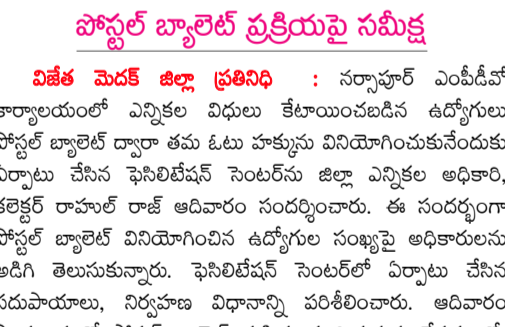 పోస్టల్ బ్యాలెట్ ప్రక్రియపై సమీక్ష
విజేత మెదక్ జిల్లా ప్రతినిధి : నర్సాపూర్ ఎంపీడీవో
కార్యాలయంలో ఎన్నికల విధులు కేటాయించబడిన ఉద్యోగులు
పోస్టల్ బ్యాలెట్ ద్వారా తమ ఓటు హక్కును వినియోగించుకునేందుకు
ఏర్పాటు చేసిన ఫెసిలిటేషన్ సెంటర్‌ను జిల్లా ఎన్నికల అధికారి,
కలెక్టర్ రాహుల్ రాజ్ ఆదివారం సందర్శించారు. ఈ సందర్భంగా
పోస్టల్ బ్యాలెట్ వినియోగించిన ఉద్యోగుల సంఖ్యపై అధికారులను
అడిగి తెలుసుకున్నారు. ఫెసిలిటేషన్ సెంటర్‌లో ఏర్పాటు చేసిన
సదుపాయాలు, నిర్వహణ విధానాన్ని పరిశీలించారు. ఆదివారం